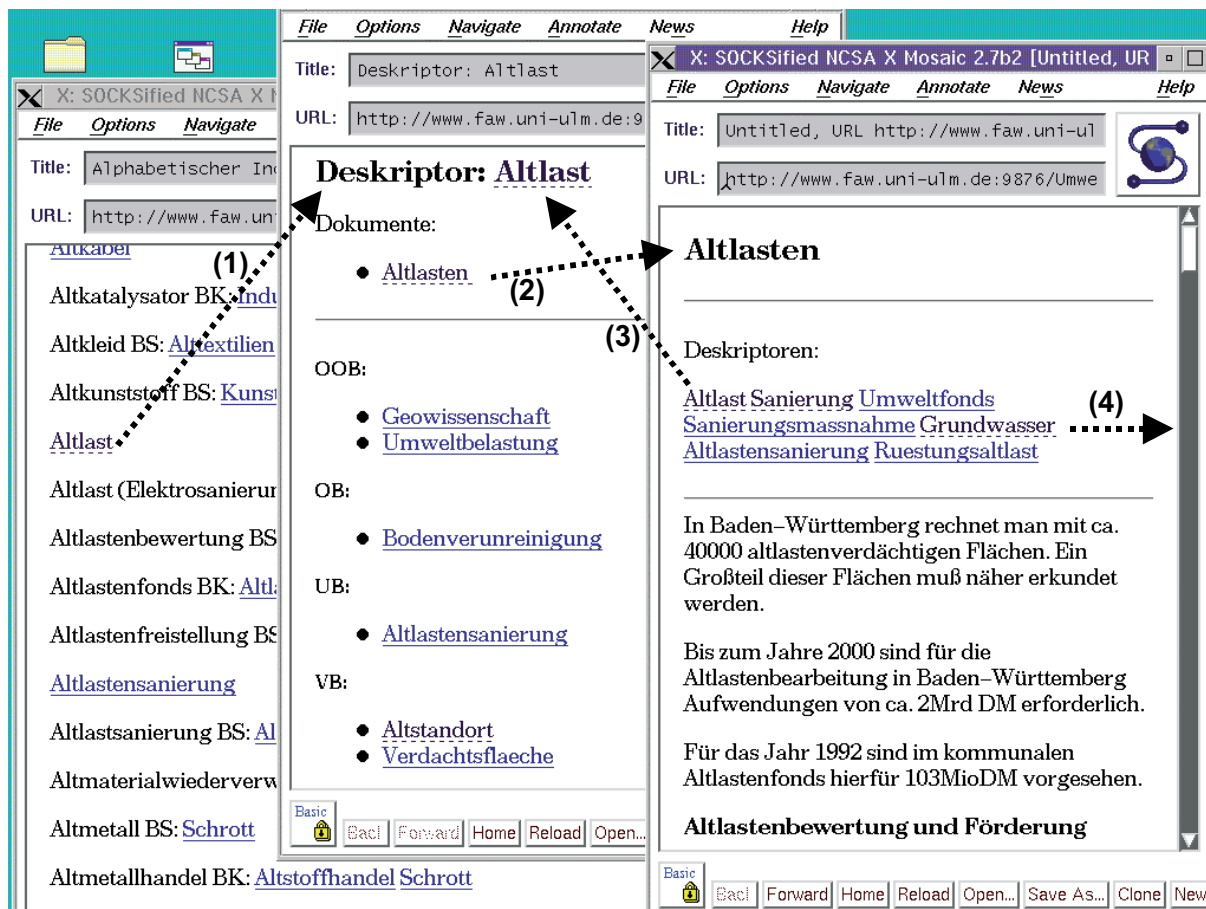 X: SOCKSified NCSA X
File Options Navigate
Title: Alphabetischer
URL: http://www.faw.un
Altkabel
Altkatalysator BK: Indu
Altkleid BS: Alttextilien
Altkunststoff BS: Kunst
Altlast
Altlast (Elektrosanierun
Altlastenbewertung BS
Altlastenfonds BK: Altla
Altlastenfreistellung BS
Altlastensanierung
Altlastsanierung BS: Al
Altmaterialwiederverw
Altmetall BS: Schrott
Altmetallhandel BK: Altstoffhandel Schrott
(1)
File Options Navigate Annotate News Help
Title: Deskriptor: Altlast
URL: http://www.faw.uni-ulm.de:9
Deskriptor: Altlast
Dokumente:
Altlasten
(2)
(3)
OOB:
Geowissenschaft
Umweltbelastung
OB:
Bodenverunreinigung
UB:
Altlastensanierung
VB:
Altstandort
Verdachtsflaeche
Basic
Back Forward Home Reload Open...
X: SOCKSified NCSA X Mosaic 2.7b2 [Untitled, UR
File Options Navigate Annotate News Help
Title: Untitled, URL http://www.faw.uni-ul
URL: http://www.faw.uni-ulm.de:9876/Umwe
Altlasten
Deskriptoren:
Altlast Sanierung Umweltfonds
Sanierungsmassnahme Grundwasser
Altlastensanierung Ruestungsaltlast
(4)
In Baden-Württemberg rechnet man mit ca.
40000 altlastenverdächtigen Flächen. Ein
Großteil dieser Flächen muß näher erkundet
werden.
Bis zum Jahre 2000 sind für die
Altlastenbearbeitung in Baden-Württemberg
Aufwendungen von ca. 2Mrd DM erforderlich.
Für das Jahr 1992 sind im kommunalen
Altlastenfonds hierfür 103MioDM vorgesehen.
Altlastenbewertung und Förderung
Basic
Back Forward Home Reload Open... Save As... Clone New